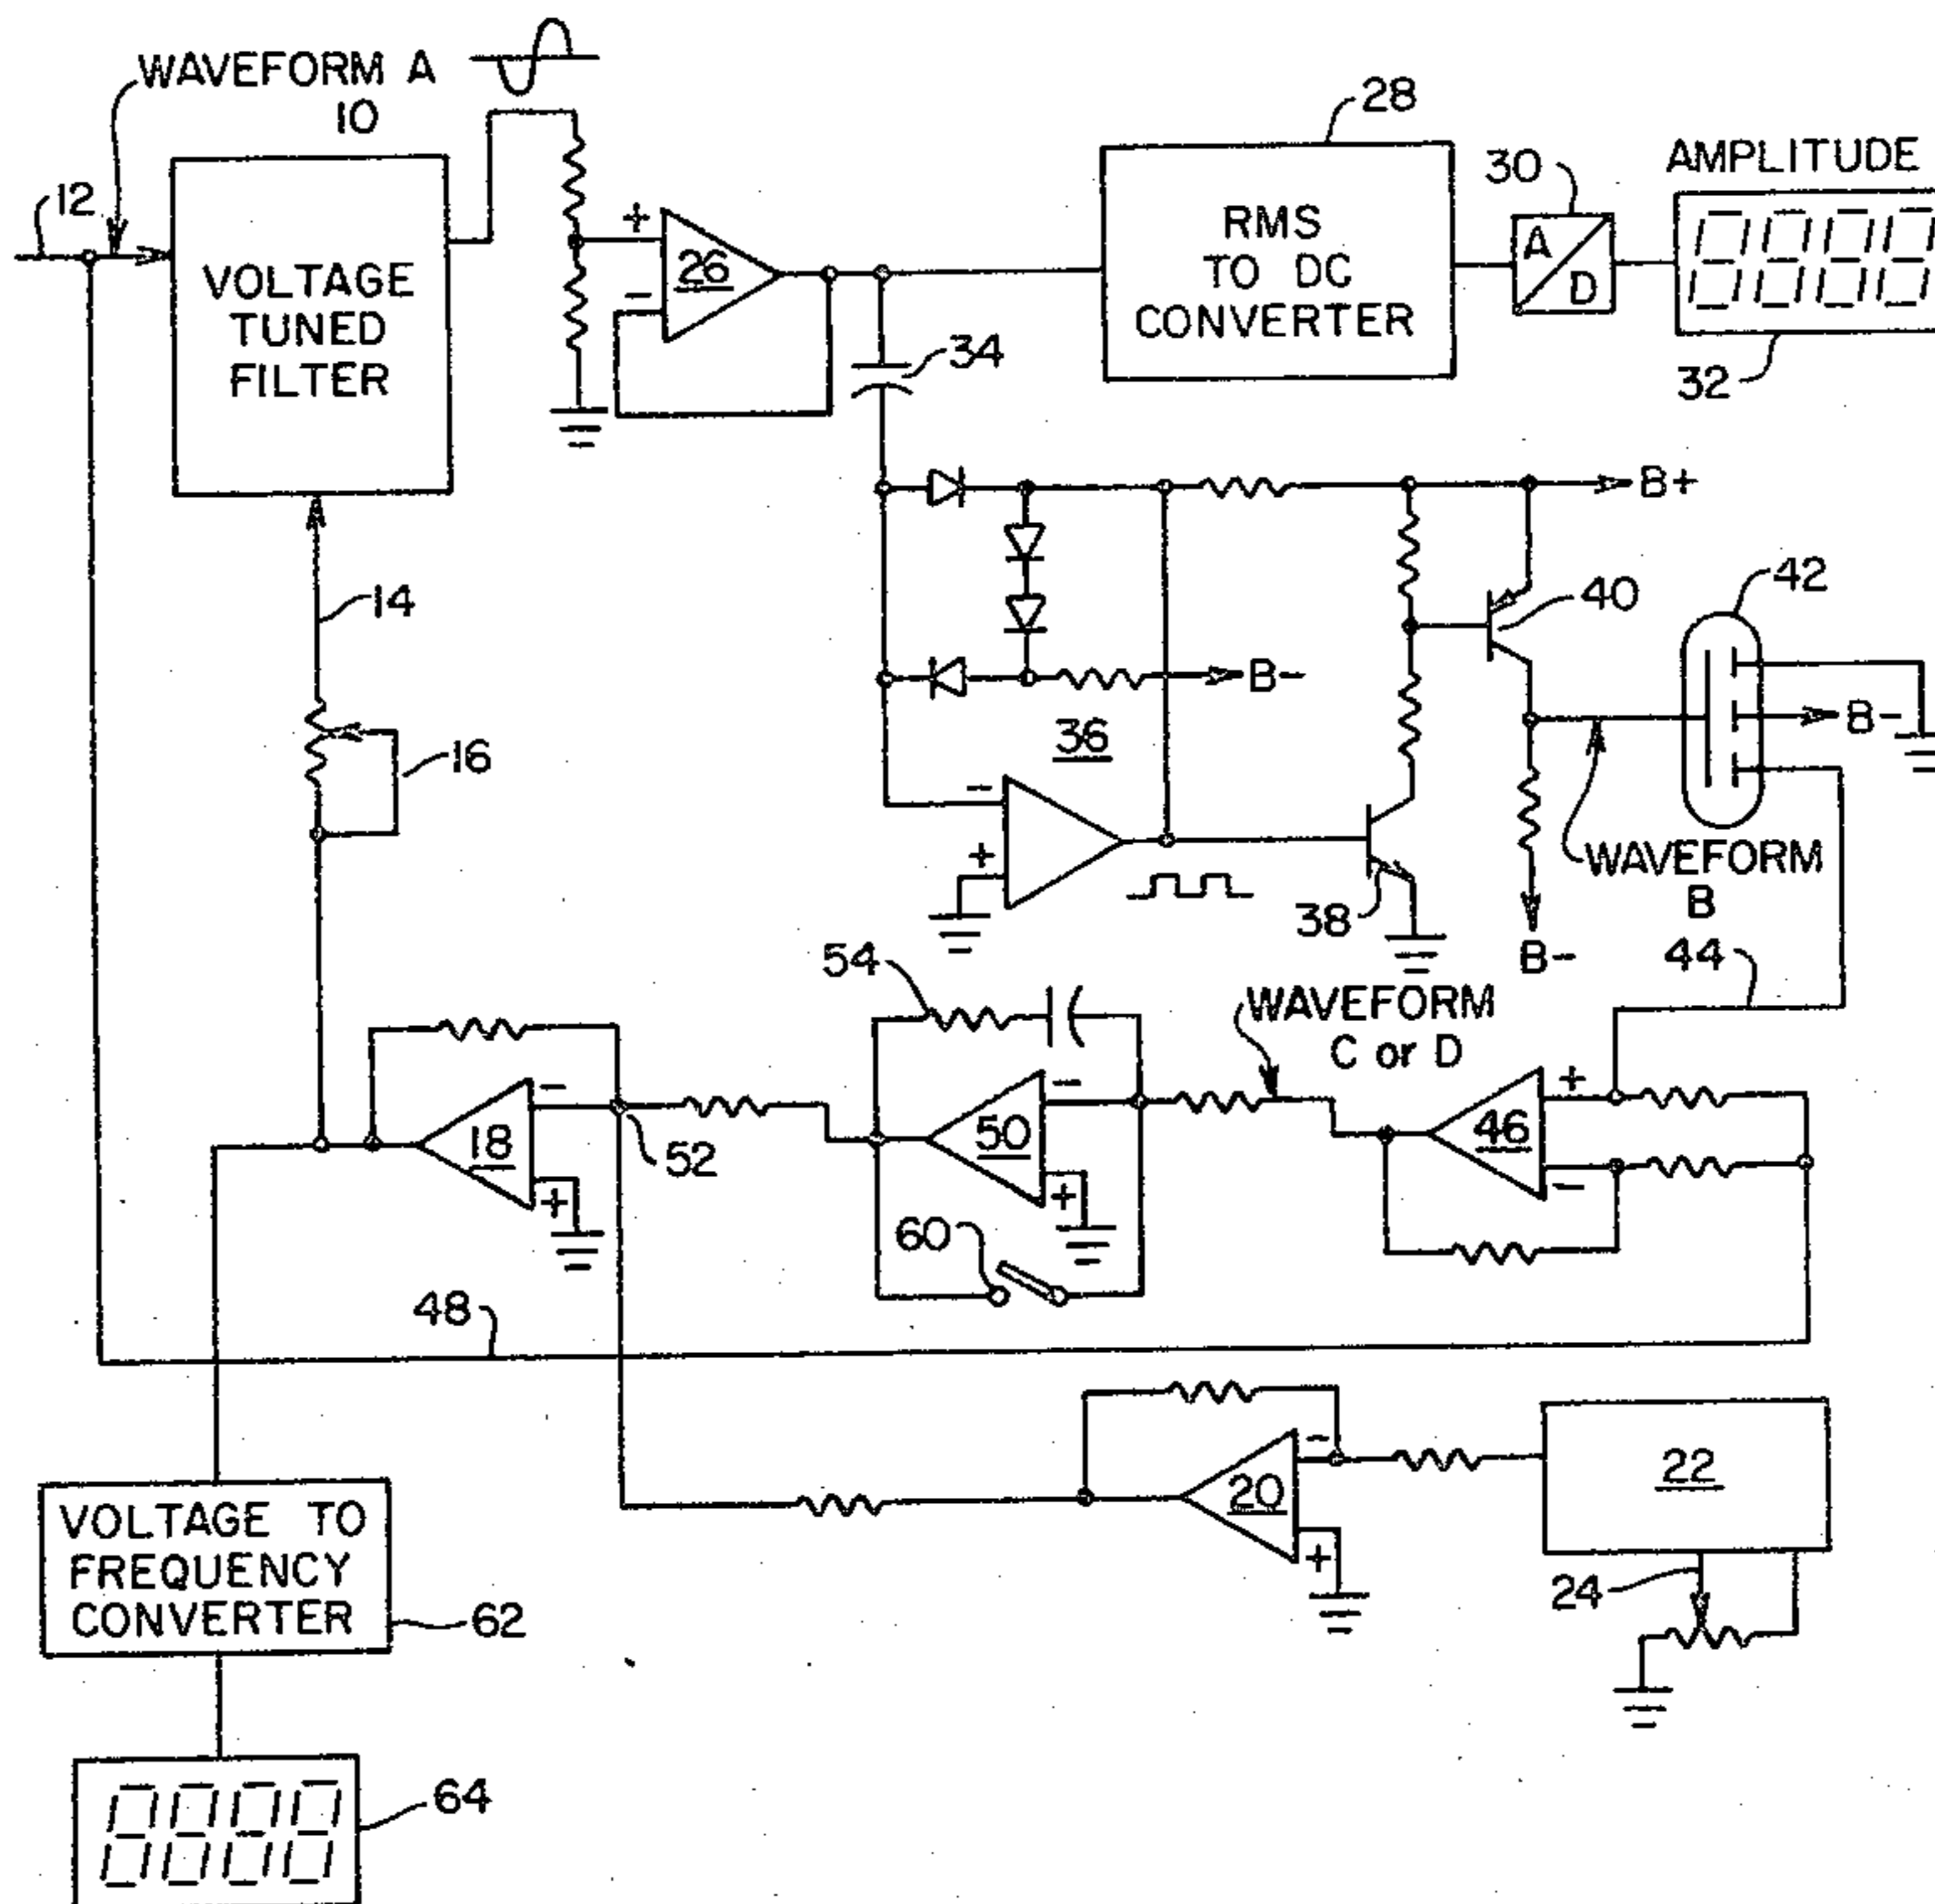 WAVEFORM A
10
12
VOLTAGE
TUNED
FILTER
+
-
26
34
28
RMS
TO DC
CONVERTER
30
A
D
AMPLITUDE
8888
32
B+
B-
14
16
36
-
+
38
40
42
B-
WAVEFORM
B
B-
44
54
WAVEFORM
C or D
-
18
+
52
-
50
+
60
+
46
-
48
-
20
+
22
24
VOLTAGE TO
FREQUENCY
CONVERTER
62
8888
64